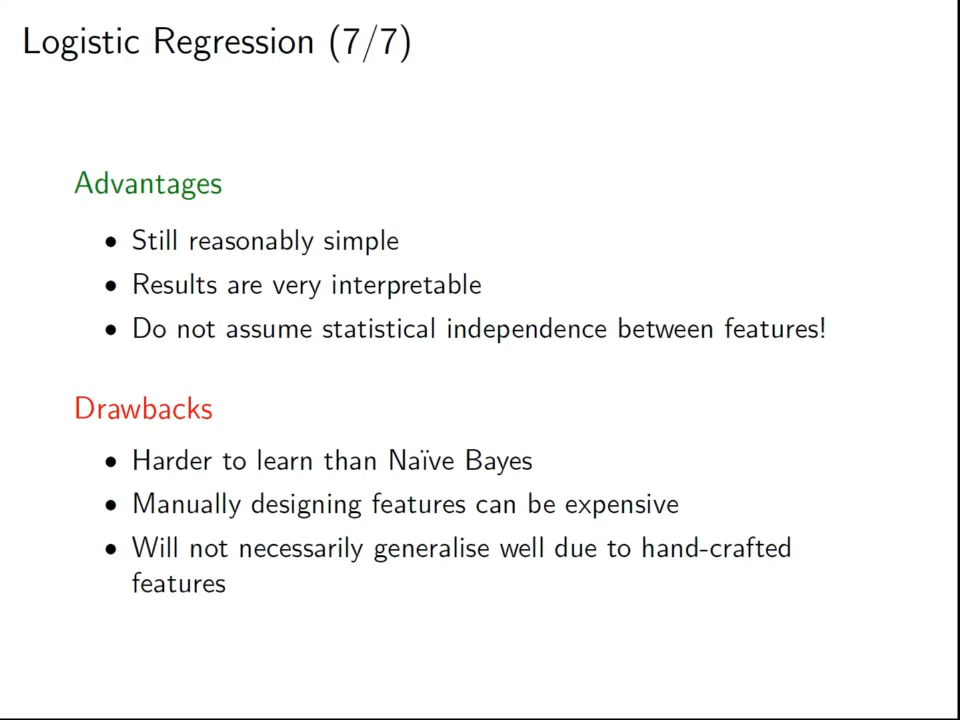 Logistic Regression (7/7)
Advantages
• Still reasonably simple
• Results are very interpretable
• Do not assume statistical independence between features!
Drawbacks
• Harder to learn than Naïve Bayes
• Manually designing features can be expensive
• Will not necessarily generalise well due to hand-crafted
features